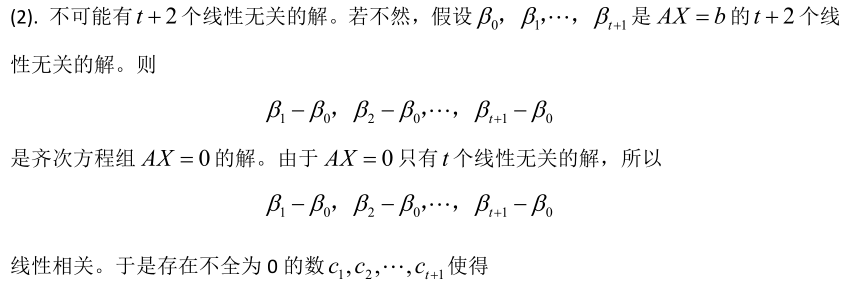 (2). 不可能有 $t+2$ 个线性无关的解。若不然，假设 $\beta_0，\beta_1，\cdots，\beta_{t+1}$ 是 $AX=b$ 的 $t+2$ 个线
性无关的解。则
$\beta_1-\beta_0，\beta_2-\beta_0，\cdots，\beta_{t+1}-\beta_0$
是齐次方程组 $AX=0$ 的解。由于 $AX=0$ 只有 $t$ 个线性无关的解，所以
$\beta_1-\beta_0，\beta_2-\beta_0，\cdots，\beta_{t+1}-\beta_0$
线性相关。于是存在不全为 0 的数 $c_1,c_2,\cdots,c_{t+1}$ 使得